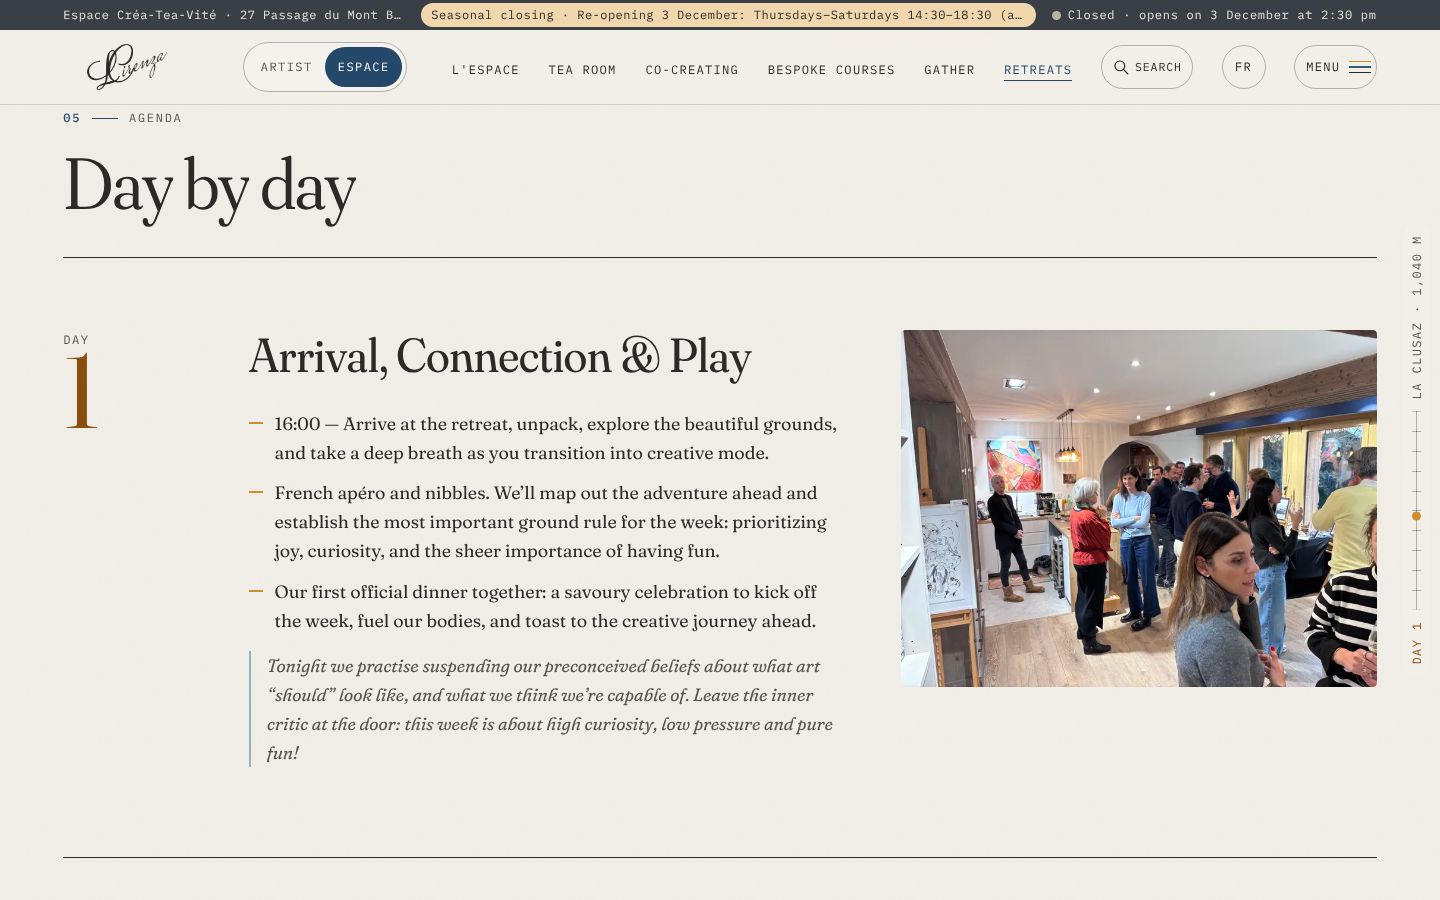 Espace Créa-Tea-Vité · 27 Passage du Mont B…
Seasonal closing · Re-opening 3 December: Thursdays–Saturdays 14:30–18:30 (a…
Closed · opens on 3 December at 2:30 pm
Lirenza
ARTIST
ESPACE
L'ESPACE
TEA ROOM
CO-CREATING
BESPOKE COURSES
GATHER
RETREATS
SEARCH
FR
MENU
05 — AGENDA
Day by day
DAY
1
Arrival, Connection & Play
16:00 — Arrive at the retreat, unpack, explore the beautiful grounds,
and take a deep breath as you transition into creative mode.
French apéro and nibbles. We’ll map out the adventure ahead and
establish the most important ground rule for the week: prioritizing
joy, curiosity, and the sheer importance of having fun.
Our first official dinner together: a savoury celebration to kick off
the week, fuel our bodies, and toast to the creative journey ahead.
Tonight we practise suspending our preconceived beliefs about what art
“should” look like, and what we think we’re capable of. Leave the inner
critic at the door: this week is about high curiosity, low pressure and pure
fun!
LA CLUSAZ · 1,040 M
DAY 1